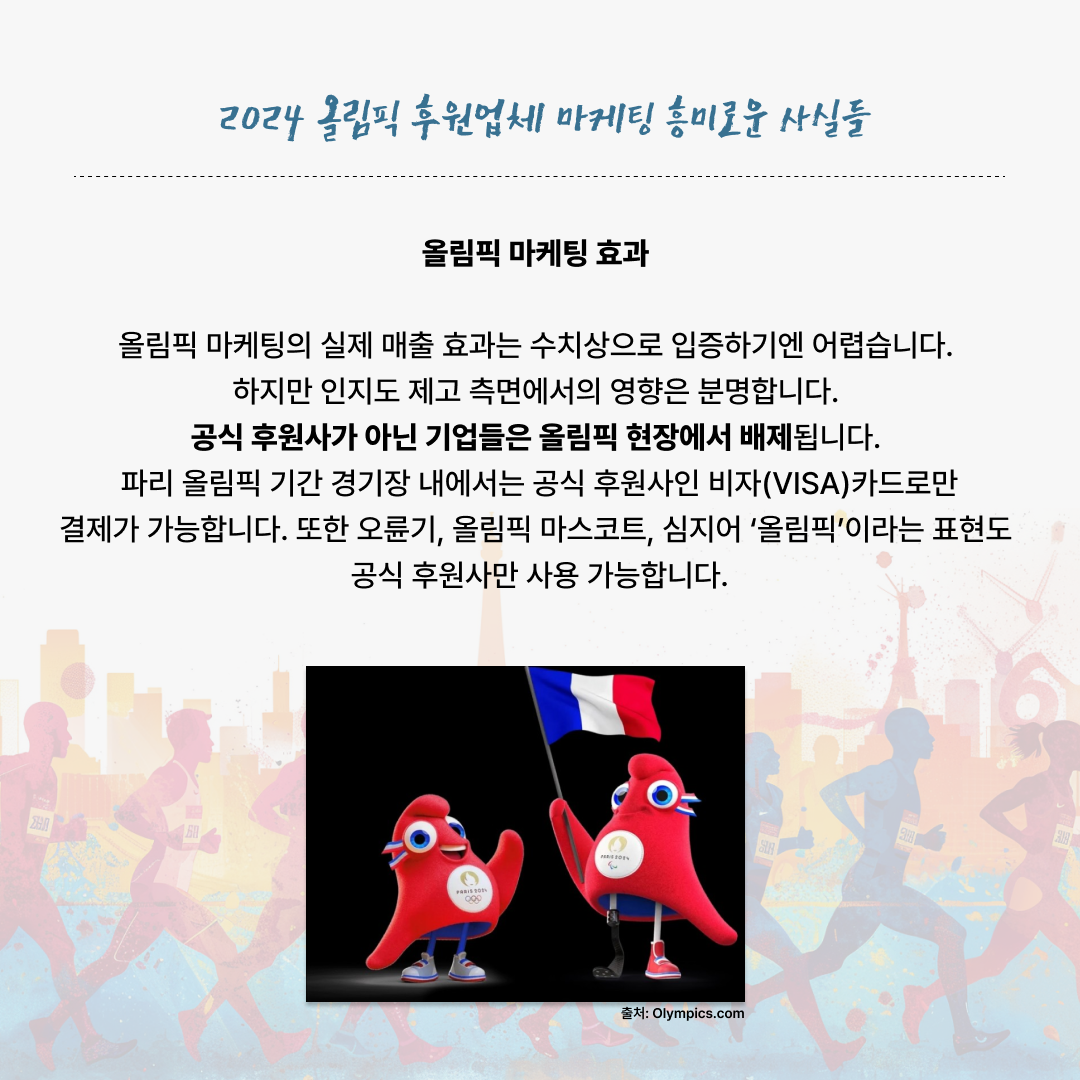 2024 올림픽 후원업체 마케팅 흥미로운 사실들
올림픽 마케팅 효과
올림픽 마케팅의 실제 매출 효과는 수치상으로 입증하기엔 어렵습니다.
하지만 인지도 제고 측면에서의 영향은 분명합니다.
공식 후원사가 아닌 기업들은 올림픽 현장에서 배제됩니다.
파리 올림픽 기간 경기장 내에서는 공식 후원사인 비자(VISA)카드로만
결제가 가능합니다. 또한 오륜기, 올림픽 마스코트, 심지어 ‘올림픽’이라는 표현도
공식 후원사만 사용 가능합니다.
PARIS 2024
PARIS 2024
출처: Olympics.com